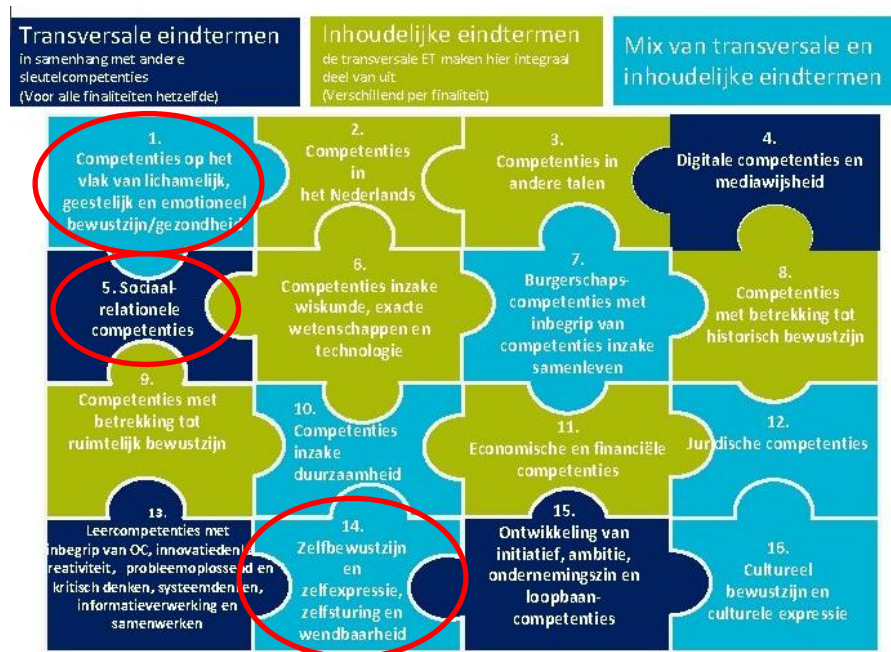 Transversale eindtermen
in samenhang met andere
sleutelcompetenties
(Voor alle finaliteiten hetzelfde)
Inhoudelijke eindtermen
de transversale ET maken hier integraal
deel van uit
(Verschillend per finaliteit)
Mix van transversale en
inhoudelijke eindtermen
1.
Competenties op het
vlak van lichamelijk,
geestelijk en emotioneel
bewustzijn/gezondheid
2.
Competenties
in
het Nederlands
3.
Competenties in
andere talen
4.
Digitale competenties en
mediawijsheid
5. Sociaal-
relationele
competenties
6.
Competenties inzake
wiskunde, exacte
wetenschappen en
technologie
7.
Burgerschaps-
competenties met
inbegrip van
competenties inzake
samenleven
8.
Competenties
met betrekking tot
historisch bewustzijn
9.
Competenties met
betrekking tot
ruimtelijk bewustzijn
10.
Competenties
inzake
duurzaamheid
11.
Economische en financiële
competenties
12.
Juridische competenties
13.
Leercompetenties met
inbegrip van OC, innovatiedenk
reativiteit, probleemoplossend en
kritisch denken, systeemdenken,
informatieverwerking en
samenwerken
14.
Zelfbewustzijn
en
zelfexpressie,
zelfsturing en
wendbaarheid
15.
Ontwikkeling van
initiatief, ambitie,
ondernemingszin en
loopbaan-
competenties
16.
Cultureel
bewustzijn en
culturele expressie